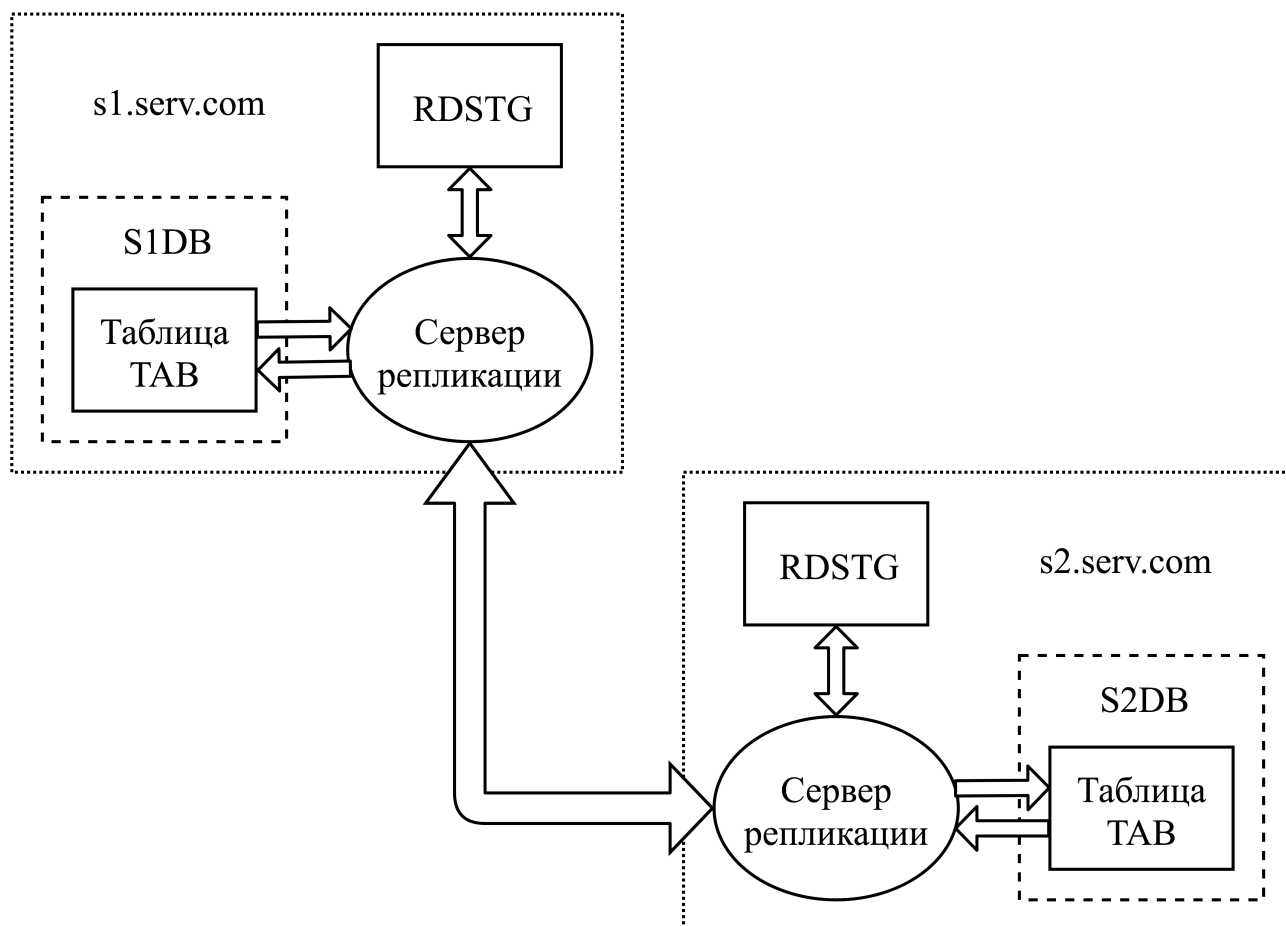 s1.serv.com
RDSTG
S1DB
Таблица
TAB
Сервер
репликации
RDSTG
s2.serv.com
S2DB
Сервер
репликации
Таблица
TAB